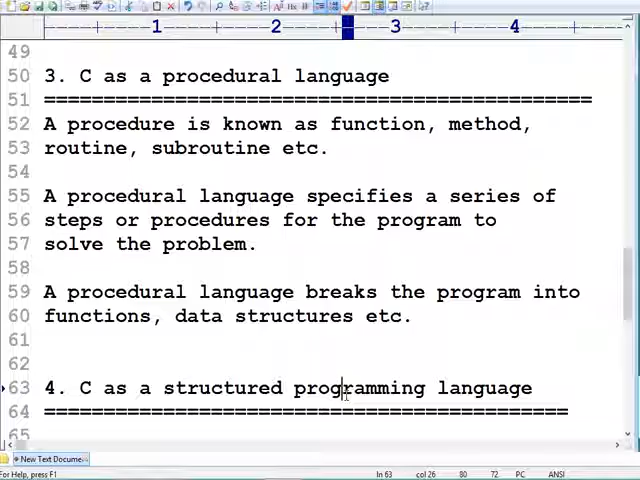 1 2 3 4
49
50 3. C as a procedural language
51 ==============================================
52 A procedure is known as function, method,
53 routine, subroutine etc.
54
55 A procedural language specifies a series of
56 steps or procedures for the program to
57 solve the problem.
58
59 A procedural language breaks the program into
60 functions, data structures etc.
61
62
63 4. C as a structured programming language
64 ============================================
65
New Text Docume
For Help, press F1 ln 63 col 26 80 72 PC ANSI